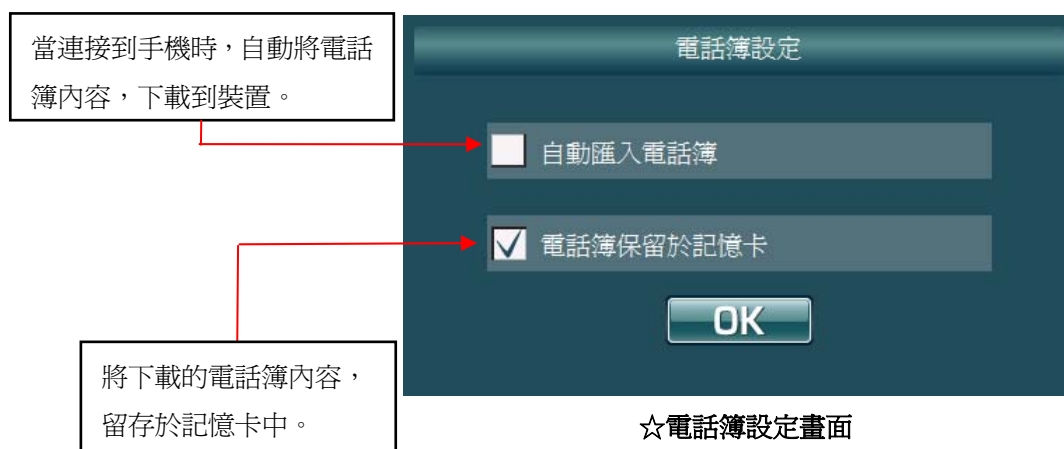 當連接到手機時，自動將電話
簿內容，下載到裝置。
電話簿設定
自動匯入電話簿
電話簿保留於記憶卡
OK
將下載的電話簿內容，
留存於記憶卡中。
☆電話簿設定畫面